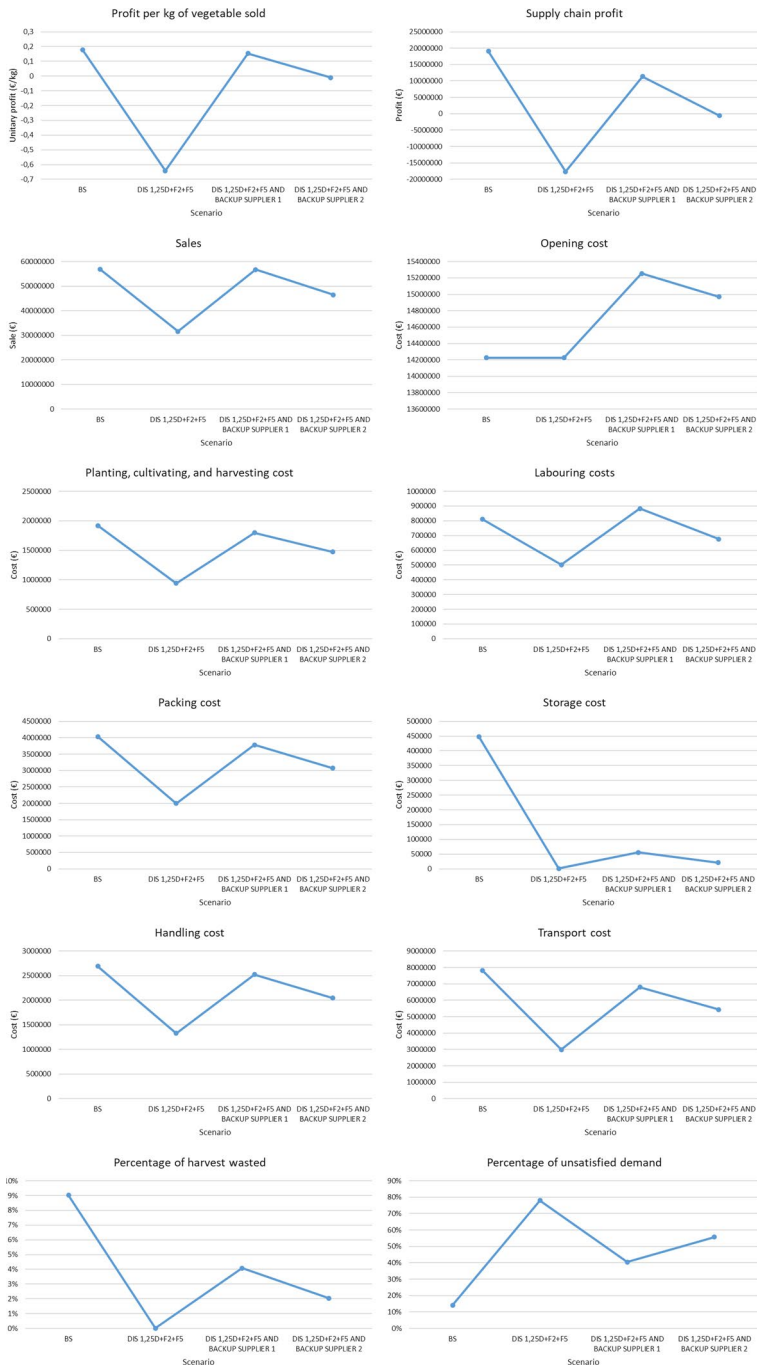 Profit per kg of vegetable sold
Unitary profit (€/kg)
0,3
0,2
0,1
0
-0,1
-0,2
-0,3
-0,4
-0,5
-0,6
-0,7
BS
DIS 1,25D+F2+F5
DIS 1,25D+F2+F5 AND
BACKUP SUPPLIER 1
DIS 1,25D+F2+F5 AND
BACKUP SUPPLIER 2
Scenario
Supply chain profit
Profit (€)
25000000
20000000
15000000
10000000
5000000
0
-5000000
-10000000
-15000000
-20000000
BS
DIS 1,25D+F2+F5
DIS 1,25D+F2+F5 AND
BACKUP SUPPLIER 1
DIS 1,25D+F2+F5 AND
BACKUP SUPPLIER 2
Scenario
Sales
Sale (€)
60000000
50000000
40000000
30000000
20000000
10000000
0
BS
DIS 1,25D+F2+F5
DIS 1,25D+F2+F5 AND
BACKUP SUPPLIER 1
DIS 1,25D+F2+F5 AND
BACKUP SUPPLIER 2
Scenario
Opening cost
Cost (€)
15400000
15200000
15000000
14800000
14600000
14400000
14200000
14000000
13800000
13600000
BS
DIS 1,25D+F2+F5
DIS 1,25D+F2+F5 AND
BACKUP SUPPLIER 1
DIS 1,25D+F2+F5 AND
BACKUP SUPPLIER 2
Scenario
Planting, cultivating, and harvesting cost
Cost (€)
2500000
2000000
1500000
1000000
500000
0
BS
DIS 1,25D+F2+F5
DIS 1,25D+F2+F5 AND
BACKUP SUPPLIER 1
DIS 1,25D+F2+F5 AND
BACKUP SUPPLIER 2
Scenario
Labouring costs
Cost (€)
1000000
900000
800000
700000
600000
500000
400000
300000
200000
100000
0
BS
DIS 1,25D+F2+F5
DIS 1,25D+F2+F5 AND
BACKUP SUPPLIER 1
DIS 1,25D+F2+F5 AND
BACKUP SUPPLIER 2
Scenario
Packing cost
Cost (€)
4500000
4000000
3500000
3000000
2500000
2000000
1500000
1000000
500000
0
BS
DIS 1,25D+F2+F5
DIS 1,25D+F2+F5 AND
BACKUP SUPPLIER 1
DIS 1,25D+F2+F5 AND
BACKUP SUPPLIER 2
Scenario
Storage cost
Cost (€)
500000
450000
400000
350000
300000
250000
200000
150000
100000
50000
0
BS
DIS 1,25D+F2+F5
DIS 1,25D+F2+F5 AND
BACKUP SUPPLIER 1
DIS 1,25D+F2+F5 AND
BACKUP SUPPLIER 2
Scenario
Handling cost
Cost (€)
3000000
2500000
2000000
1500000
1000000
500000
0
BS
DIS 1,25D+F2+F5
DIS 1,25D+F2+F5 AND
BACKUP SUPPLIER 1
DIS 1,25D+F2+F5 AND
BACKUP SUPPLIER 2
Scenario
Transport cost
Cost (€)
9000000
8000000
7000000
6000000
5000000
4000000
3000000
2000000
1000000
0
BS
DIS 1,25D+F2+F5
DIS 1,25D+F2+F5 AND
BACKUP SUPPLIER 1
DIS 1,25D+F2+F5 AND
BACKUP SUPPLIER 2
Scenario
Percentage of harvest wasted
10%
9%
8%
7%
6%
5%
4%
3%
2%
1%
0%
BS
DIS 1,25D+F2+F5
DIS 1,25D+F2+F5 AND
BACKUP SUPPLIER 1
DIS 1,25D+F2+F5 AND
BACKUP SUPPLIER 2
Scenario
Percentage of unsatisfied demand
90%
80%
70%
60%
50%
40%
30%
20%
10%
0%
BS
DIS 1,25D+F2+F5
DIS 1,25D+F2+F5 AND
BACKUP SUPPLIER 1
DIS 1,25D+F2+F5 AND
BACKUP SUPPLIER 2
Scenario